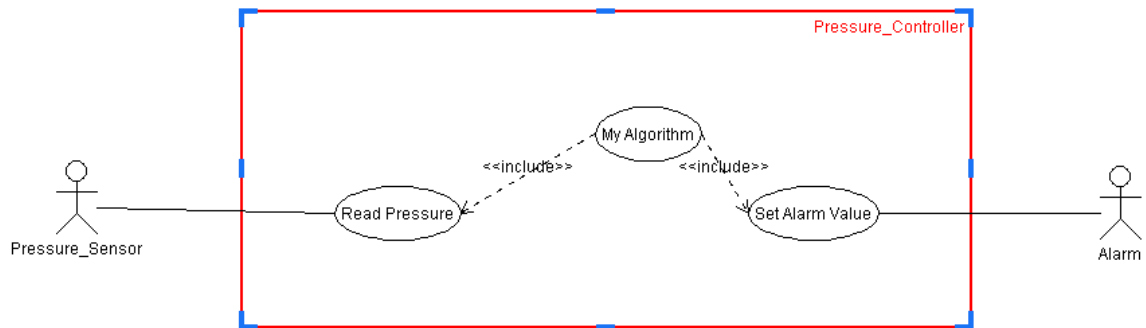 Pressure_Controller
My Algorithm
<<include>>
<<include>>
Read Pressure
Set Alarm Value
Pressure_Sensor
Alarm